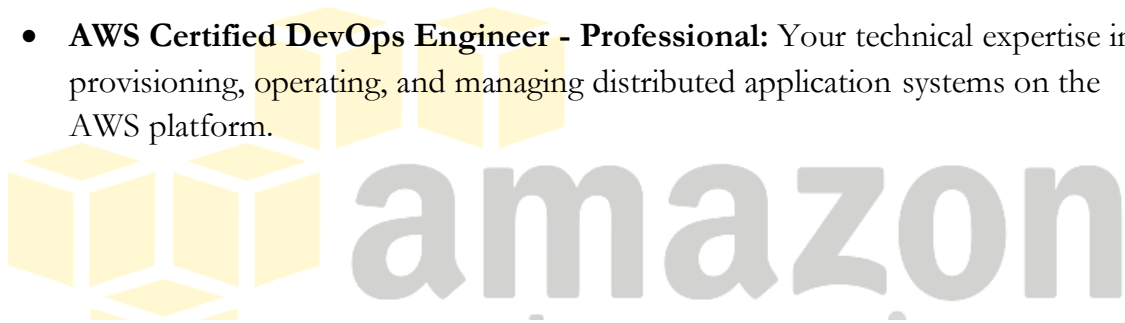 • AWS Certified DevOps Engineer - Professional: Your technical expertise in
provisioning, operating, and managing distributed application systems on the
AWS platform.
amazon